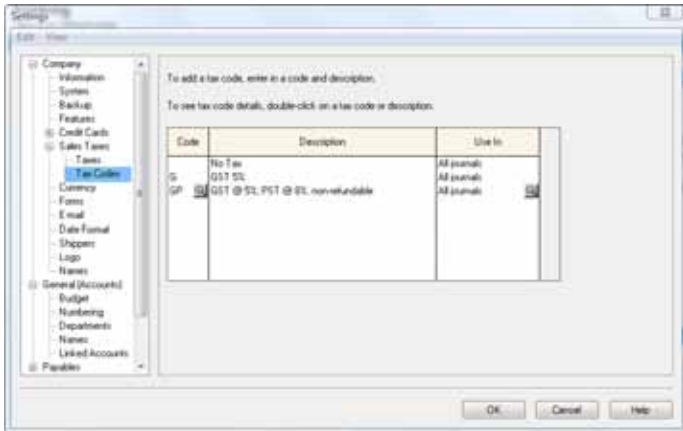 Settings
Edit View
Company
Information
System
Backup
Features
Credit Cards
Sales Taxes
Taxes
Tax Codes
Currency
Forms
E-mail
Date Format
Shippers
Logo
Names
General (Accounts)
Budget
Numbering
Departments
Names
Linked Accounts
Payables
To add a tax code, enter in a code and description.
To see tax code details, double-click on a tax code or description.
Code Description Use In
No Tax All journals
G GST 5% All journals
GP GST @ 5%, PST @ 8%, non-refundable All journals
OK Cancel Help